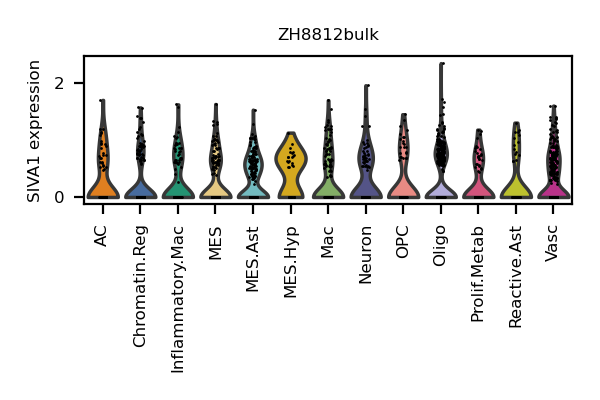 ZH8812bulk
SIVA1 expression
2
0
AC
Chromatin.Reg
Inflammatory.Mac
MES
MES.Ast
MES.Hyp
Mac
Neuron
OPC
Oligo
Prolif.Metab
Reactive.Ast
Vasc